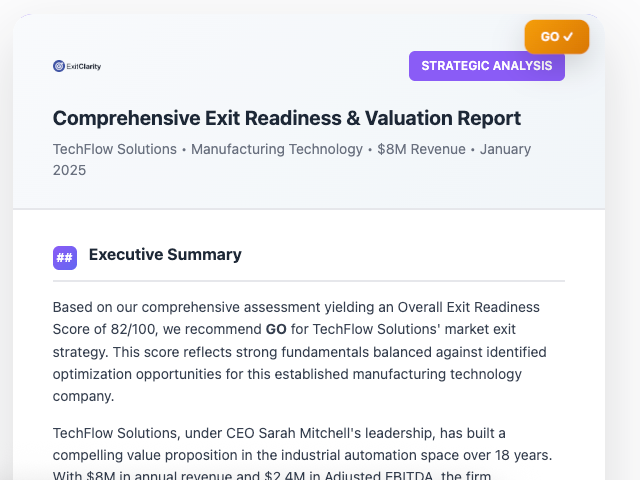 GO ✓
ExitClarity
STRATEGIC ANALYSIS
Comprehensive Exit Readiness & Valuation Report
TechFlow Solutions • Manufacturing Technology • $8M Revenue • January
2025
## Executive Summary
Based on our comprehensive assessment yielding an Overall Exit Readiness
Score of 82/100, we recommend GO for TechFlow Solutions' market exit
strategy. This score reflects strong fundamentals balanced against identified
optimization opportunities for this established manufacturing technology
company.
TechFlow Solutions, under CEO Sarah Mitchell's leadership, has built a
compelling value proposition in the industrial automation space over 18 years.
With $8M in annual revenue and $2.4M in Adjusted EBITDA, the firm